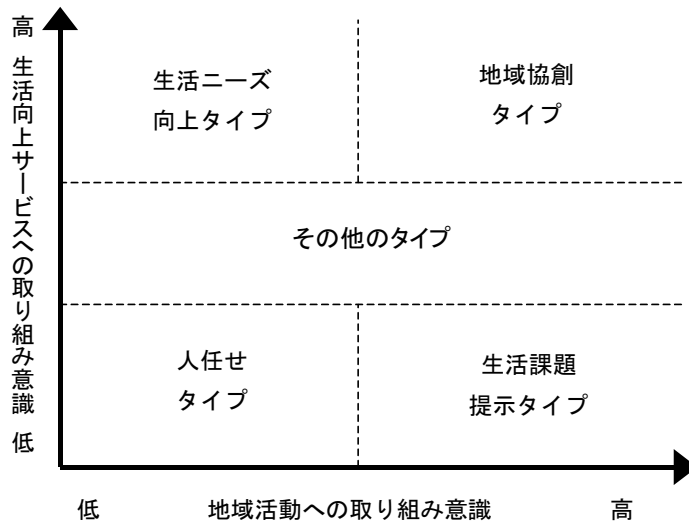 高
生活向上サービスへの取り組み意識
低
生活ニーズ
向上タイプ
地域協創
タイプ
その他のタイプ
人任せ
タイプ
生活課題
提示タイプ
低
地域活動への取り組み意識
高